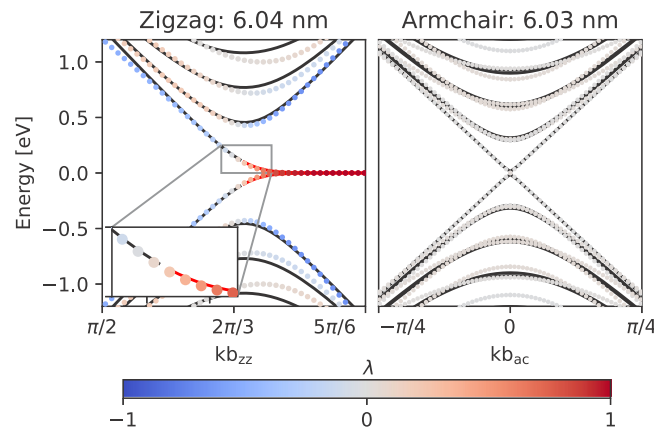 Zigzag: 6.04 nm
Armchair: 6.03 nm
Energy [eV]
1.0
0.5
0.0
−0.5
−1.0
π/2
2π/3
5π/6
−π/4
0
π/4
kb_zz
kb_ac
λ
−1
0
1